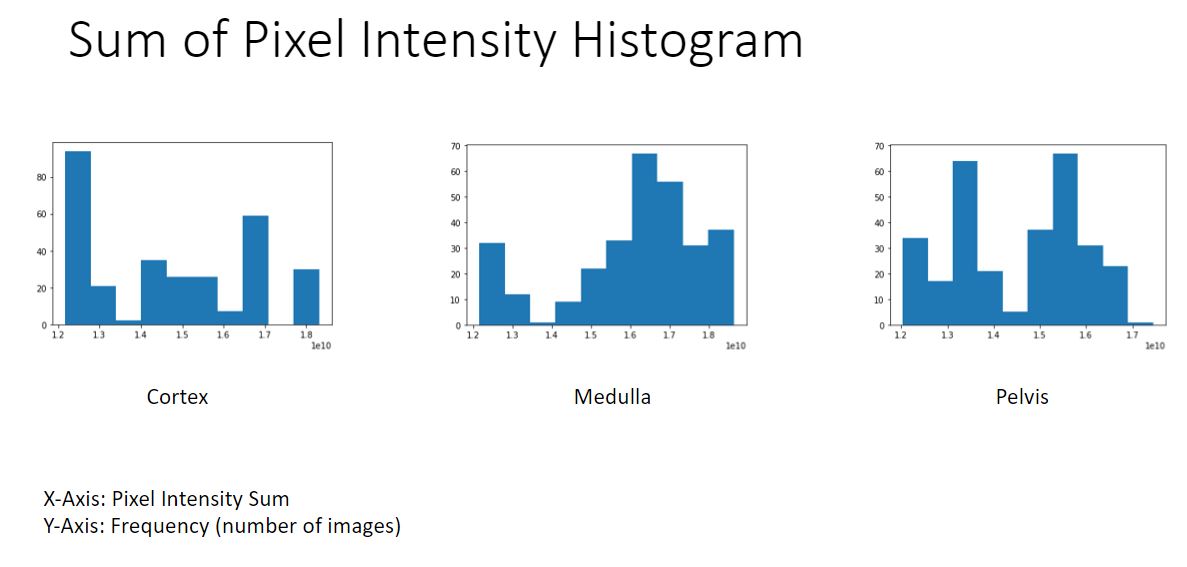 Sum of Pixel Intensity Histogram
80
60
40
20
0
1.2 1.3 1.4 1.5 1.6 1.7 1.8
1e10
Cortex
70
60
50
40
30
20
10
0
1.2 1.3 1.4 1.5 1.6 1.7 1.8
1e10
Medulla
70
60
50
40
30
20
10
0
1.2 1.3 1.4 1.5 1.6 1.7
1e10
Pelvis
X-Axis: Pixel Intensity Sum
Y-Axis: Frequency (number of images)